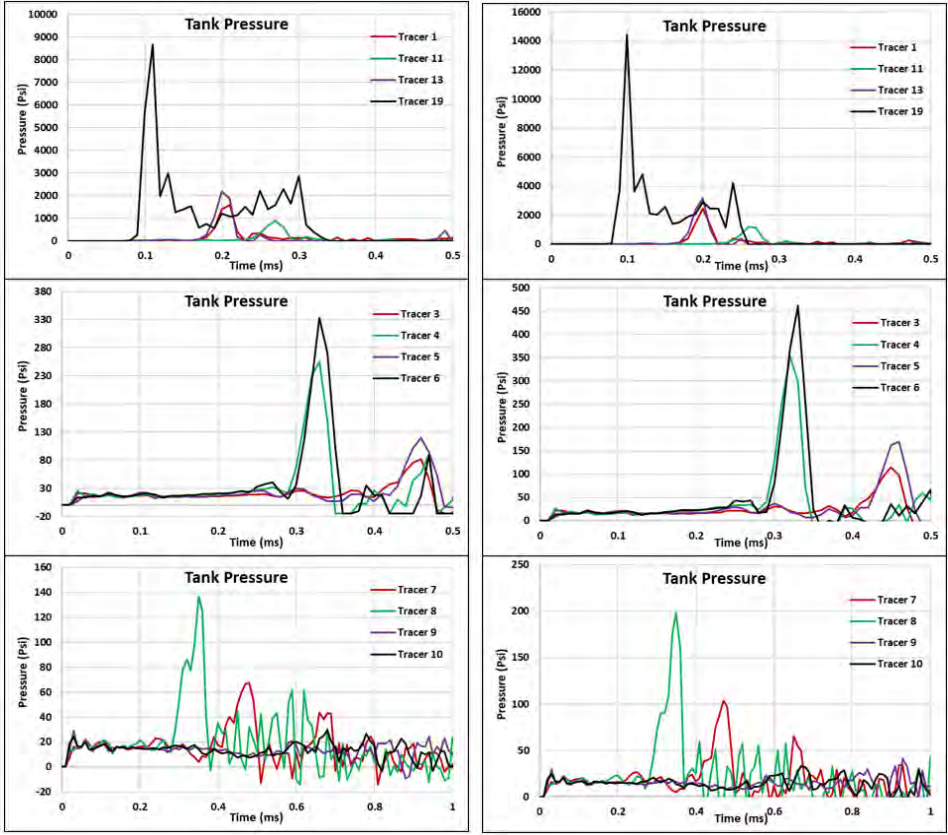 Tank Pressure
Pressure (Psi)
10000
9000
8000
7000
6000
5000
4000
3000
2000
1000
0
Tracer 1
Tracer 11
Tracer 13
Tracer 19
0 0.1 0.2 0.3 0.4 0.5
Time (ms)
Tank Pressure
Pressure (Psi)
16000
14000
12000
10000
8000
6000
4000
2000
0
Tracer 1
Tracer 11
Tracer 13
Tracer 19
0 0.1 0.2 0.3 0.4 0.5
Time (ms)
Tank Pressure
Pressure (Psi)
380
330
280
230
180
130
80
30
-20
Tracer 3
Tracer 4
Tracer 5
Tracer 6
0 0.1 0.2 0.3 0.4 0.5
Time (ms)
Tank Pressure
Pressure (Psi)
500
450
400
350
300
250
200
150
100
50
0
Tracer 3
Tracer 4
Tracer 5
Tracer 6
0 0.1 0.2 0.3 0.4 0.5
Time (ms)
Tank Pressure
Pressure (Psi)
160
140
120
100
80
60
40
20
0
-20
Tracer 7
Tracer 8
Tracer 9
Tracer 10
0 0.2 0.4 0.6 0.8 1
Time (ms)
Tank Pressure
Pressure (Psi)
250
200
150
100
50
0
Tracer 7
Tracer 8
Tracer 9
Tracer 10
0 0.2 0.4 0.6 0.8 1
Time (ms)